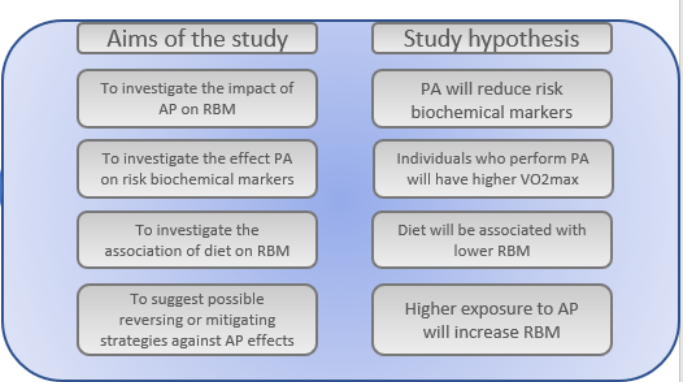 Aims of the study
To investigate the impact of
AP on RBM
To investigate the effect PA
on risk biochemical markers
To investigate the
association of diet on RBM
To suggest possible
reversing or mitigating
strategies against AP effects
Study hypothesis
PA will reduce risk
biochemical markers
Individuals who perform PA
will have higher VO2max
Diet will be associated with
lower RBM
Higher exposure to AP
will increase RBM